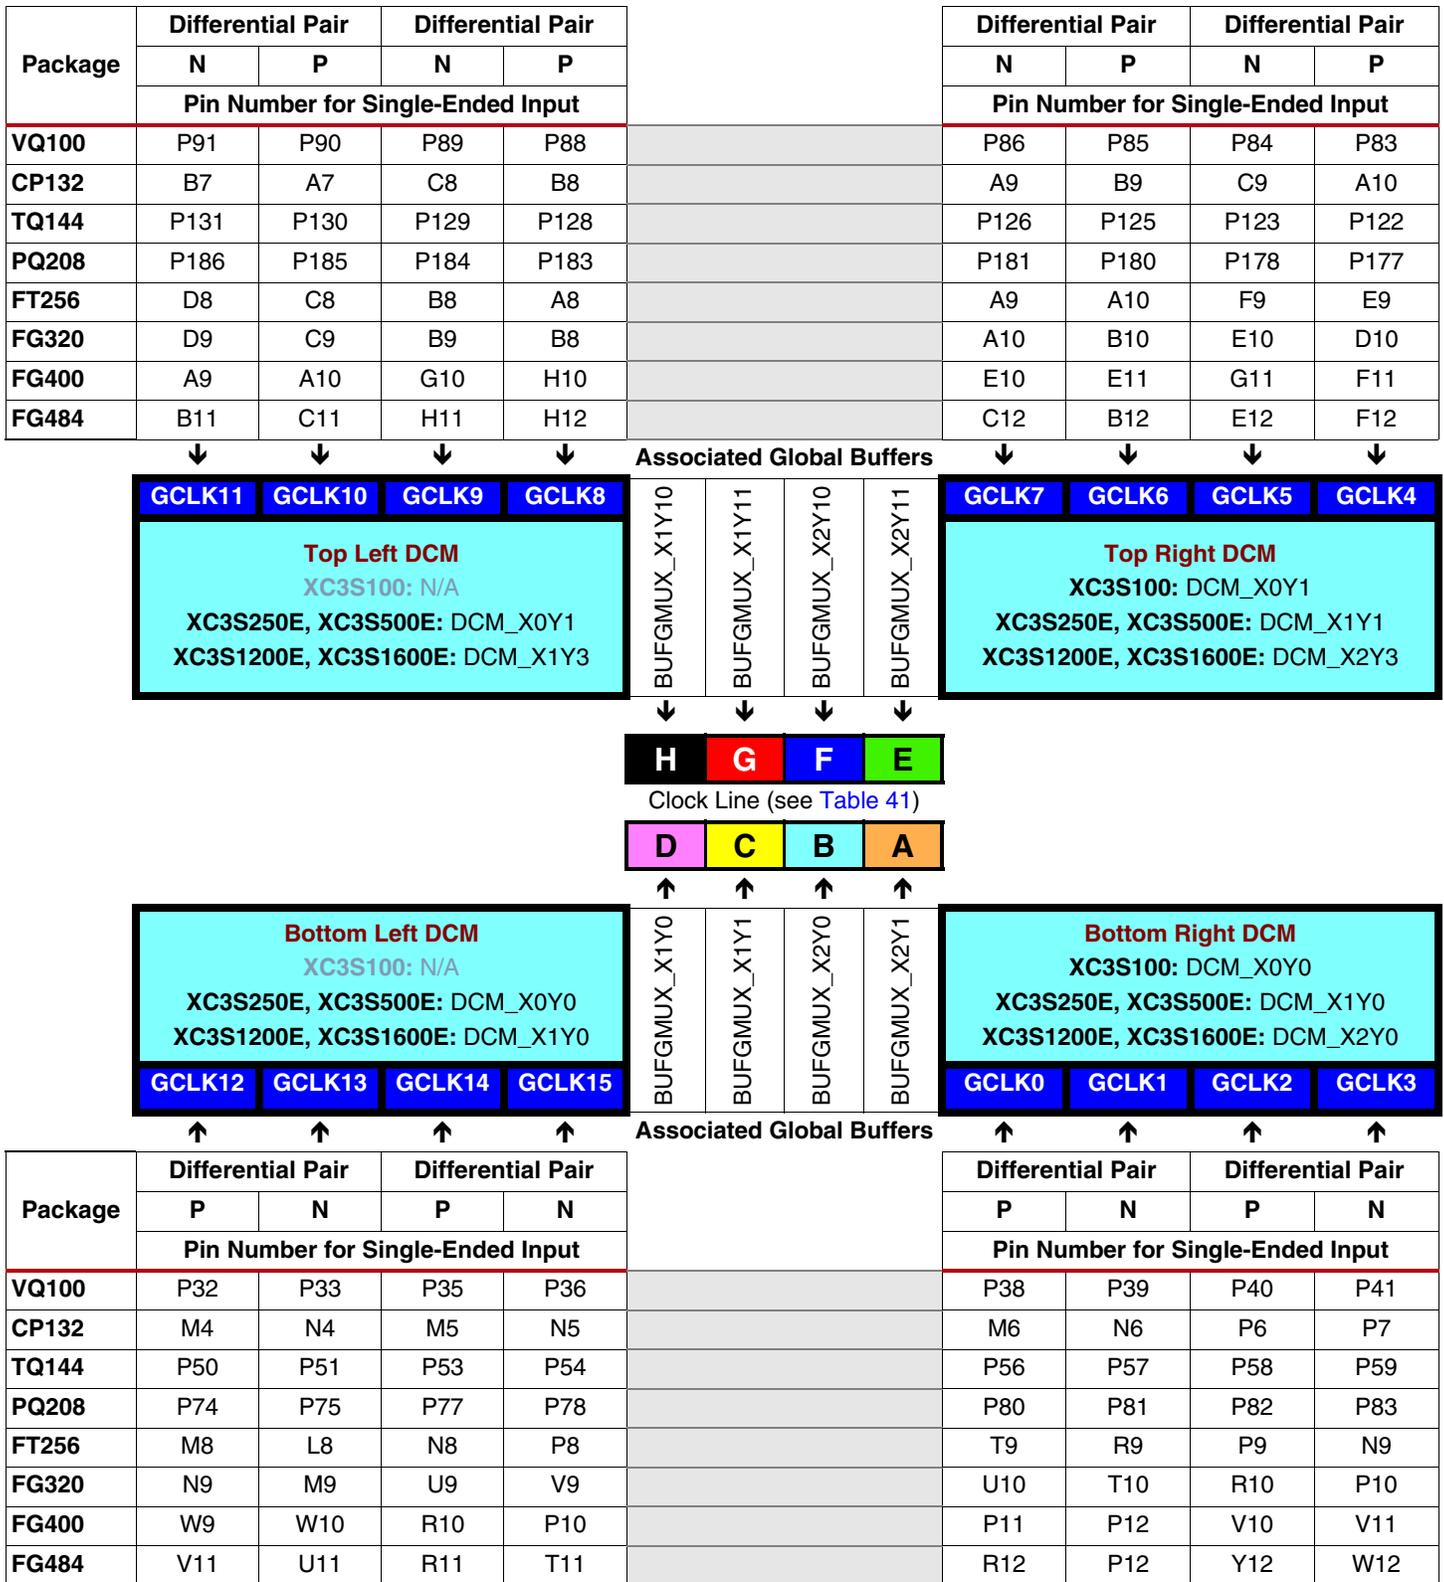 Differential Pair Differential Pair Differential Pair Differential Pair
Package N P N P N P N P
Pin Number for Single-Ended Input Pin Number for Single-Ended Input
VQ100 P91 P90 P89 P88 P86 P85 P84 P83
CP132 B7 A7 C8 B8 A9 B9 C9 A10
TQ144 P131 P130 P129 P128 P126 P125 P123 P122
PQ208 P186 P185 P184 P183 P181 P180 P178 P177
FT256 D8 C8 B8 A8 A9 A10 F9 E9
FG320 D9 C9 B9 B8 A10 B10 E10 D10
FG400 A9 A10 G10 H10 E10 E11 G11 F11
FG484 B11 C11 H11 H12 C12 B12 E12 F12
Associated Global Buffers
GCLK11 GCLK10 GCLK9 GCLK8
Top Left DCM
XC3S100: N/A
XC3S250E, XC3S500E: DCM_X0Y1
XC3S1200E, XC3S1600E: DCM_X1Y3
BUFGMUX_X1Y10
BUFGMUX_X1Y11
BUFGMUX_X2Y10
BUFGMUX_X2Y11
GCLK7 GCLK6 GCLK5 GCLK4
Top Right DCM
XC3S100: DCM_X0Y1
XC3S250E, XC3S500E: DCM_X1Y1
XC3S1200E, XC3S1600E: DCM_X2Y3
H G F E
Clock Line (see Table 41)
D C B A
Bottom Left DCM
XC3S100: N/A
XC3S250E, XC3S500E: DCM_X0Y0
XC3S1200E, XC3S1600E: DCM_X1Y0
GCLK12 GCLK13 GCLK14 GCLK15
BUFGMUX_X1Y0
BUFGMUX_X1Y1
BUFGMUX_X2Y0
BUFGMUX_X2Y1
Bottom Right DCM
XC3S100: DCM_X0Y0
XC3S250E, XC3S500E: DCM_X1Y0
XC3S1200E, XC3S1600E: DCM_X2Y0
GCLK0 GCLK1 GCLK2 GCLK3
Associated Global Buffers
Differential Pair Differential Pair Differential Pair Differential Pair
Package P N P N P N P N
Pin Number for Single-Ended Input Pin Number for Single-Ended Input
VQ100 P32 P33 P35 P36 P38 P39 P40 P41
CP132 M4 N4 M5 N5 M6 N6 P6 P7
TQ144 P50 P51 P53 P54 P56 P57 P58 P59
PQ208 P74 P75 P77 P78 P80 P81 P82 P83
FT256 M8 L8 N8 P8 T9 R9 P9 N9
FG320 N9 M9 U9 V9 U10 T10 R10 P10
FG400 W9 W10 R10 P10 P11 P12 V10 V11
FG484 V11 U11 R11 T11 R12 P12 Y12 W12